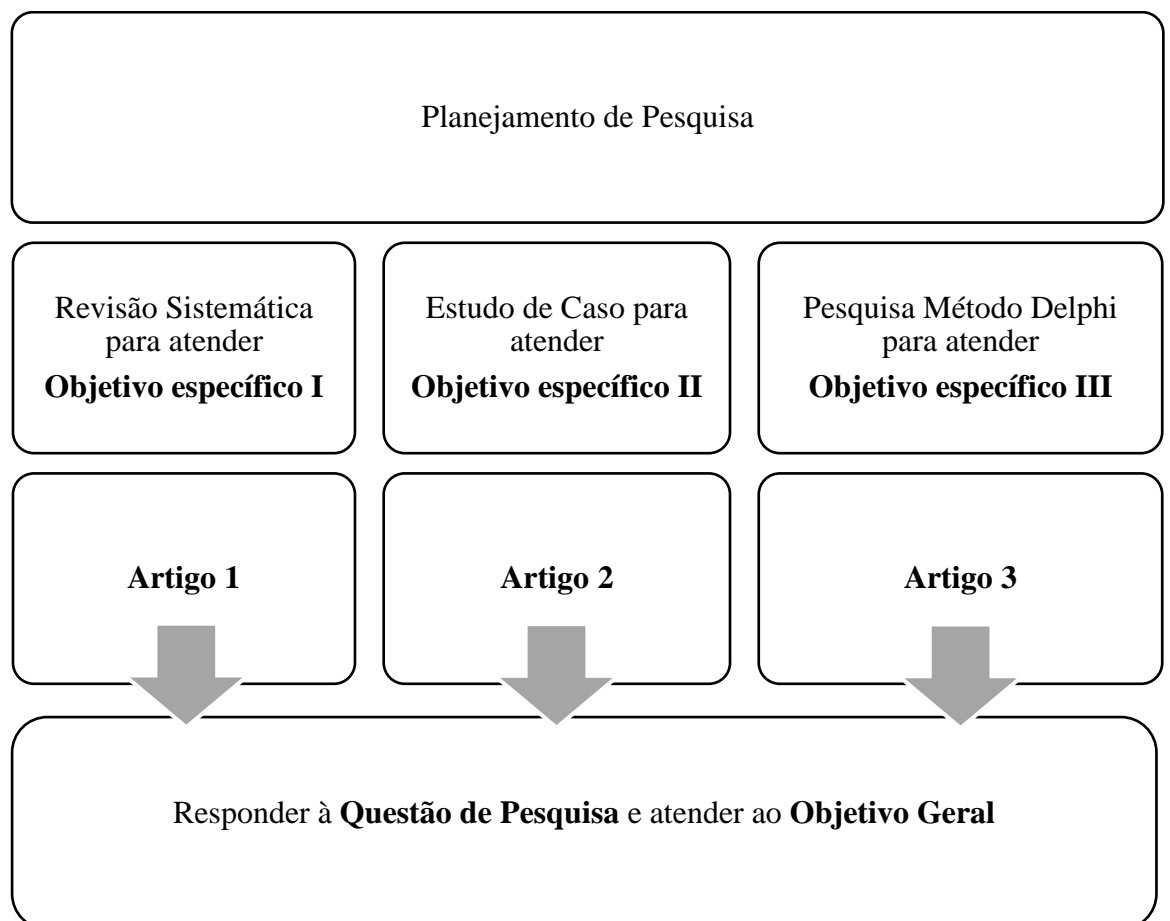 Planejamento de Pesquisa
Revisão Sistemática
para atender
Objetivo específico I
Estudo de Caso para
atender
Objetivo específico II
Pesquisa Método Delphi
para atender
Objetivo específico III
Artigo 1
Artigo 2
Artigo 3
Responder à Questão de Pesquisa e atender ao Objetivo Geral